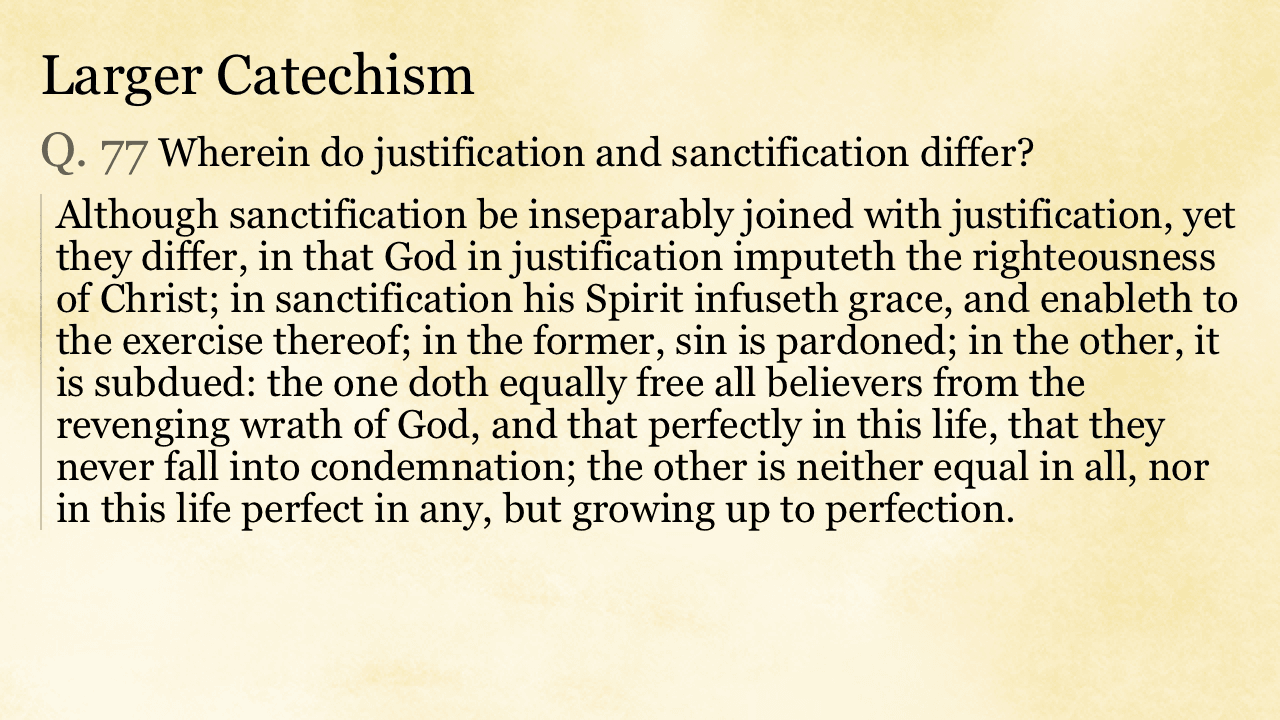 Larger Catechism
Q. 77 Wherein do justification and sanctification differ?
Although sanctification be inseparably joined with justification, yet
they differ, in that God in justification imputeth the righteousness
of Christ; in sanctification his Spirit infuseth grace, and enableth to
the exercise thereof; in the former, sin is pardoned; in the other, it
is subdued: the one doth equally free all believers from the
revenging wrath of God, and that perfectly in this life, that they
never fall into condemnation; the other is neither equal in all, nor
in this life perfect in any, but growing up to perfection.